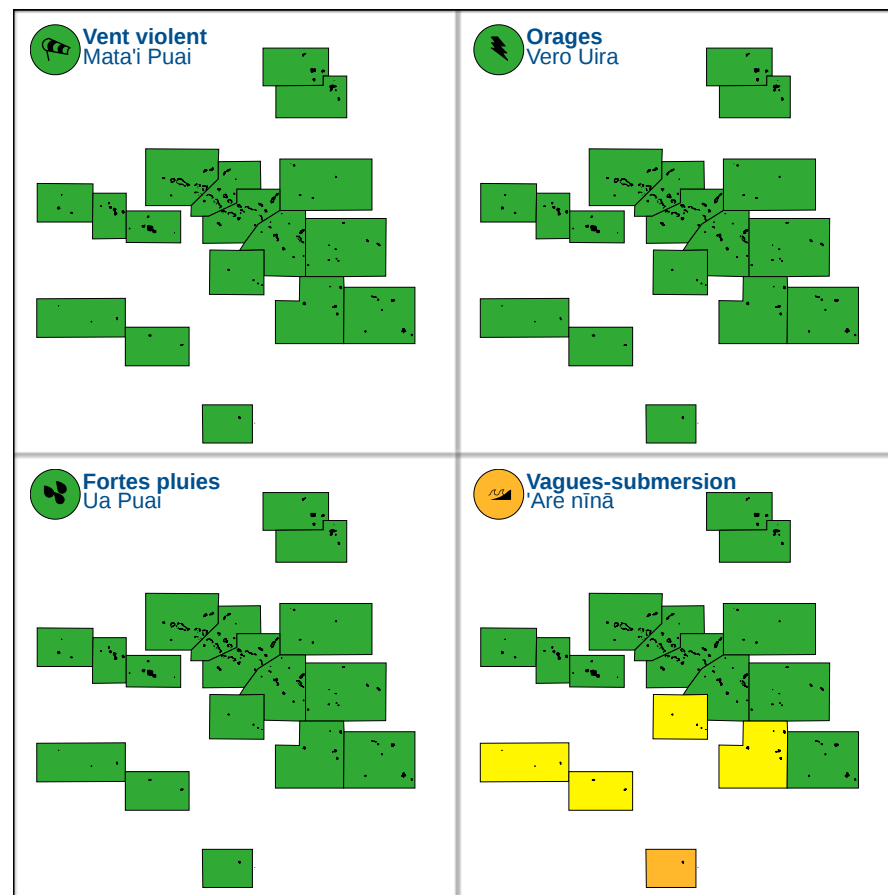 Vent violent
Mata'i Puai
Orages
Vero Uira
Fortes pluies
Ua Puai
Vagues-submersion
'Are nīnā